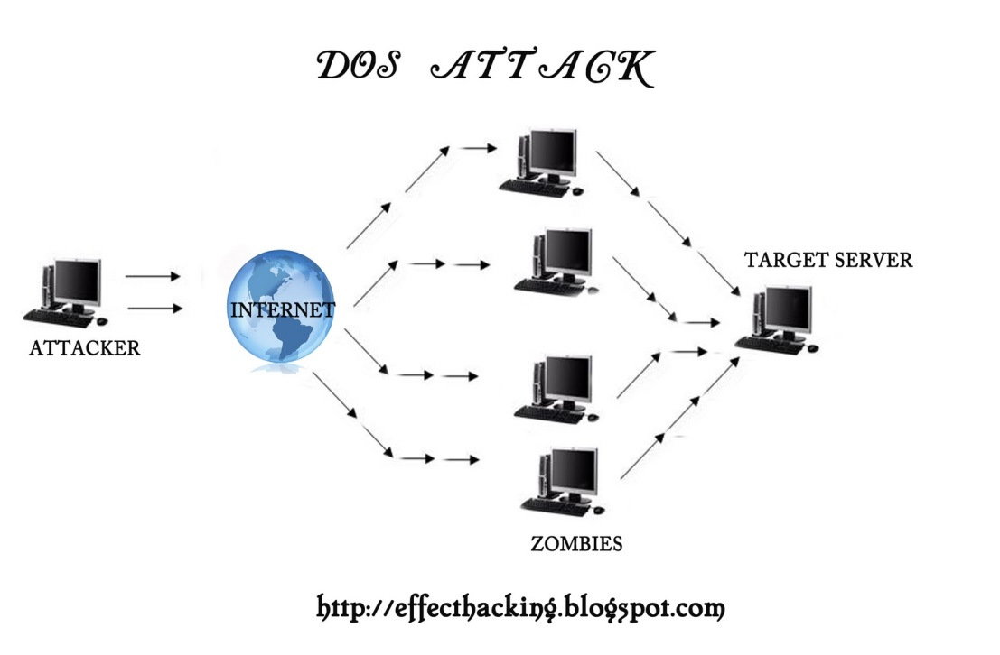 DOS ATTACK
TARGET SERVER
INTERNET
ATTACKER
ZOMBIES
http://effecthacking.blogspot.com